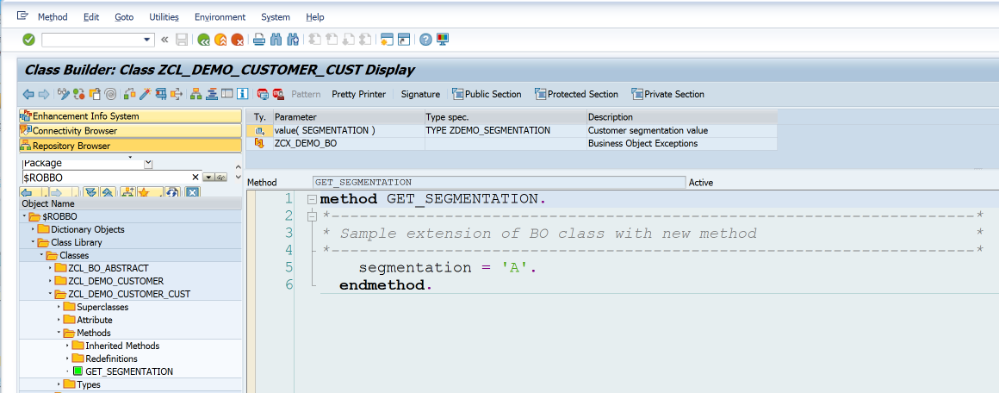 Method Edit Goto Utilities Environment System Help
Class Builder: Class ZCL_DEMO_CUSTOMER_CUST Display
Pattern Pretty Printer Signature Public Section Protected Section Private Section
Enhancement Info System
Connectivity Browser
Repository Browser
Package
$ROBBO
Object Name
$ROBBO
Dictionary Objects
Class Library
Classes
ZCL_BO_ABSTRACT
ZCL_DEMO_CUSTOMER
ZCL_DEMO_CUSTOMER_CUST
Superclasses
Attribute
Methods
Inherited Methods
Redefinitions
GET_SEGMENTATION
Types
Ty. Parameter Type spec. Description
value( SEGMENTATION ) TYPE ZDEMO_SEGMENTATION Customer segmentation value
ZCX_DEMO_BO Business Object Exceptions
Method GET_SEGMENTATION Active
1 method GET_SEGMENTATION.
2 *----------------------------------------------------------------------*
3 * Sample extension of BO class with new method *
4 *----------------------------------------------------------------------*
5 segmentation = 'A'.
6 endmethod.